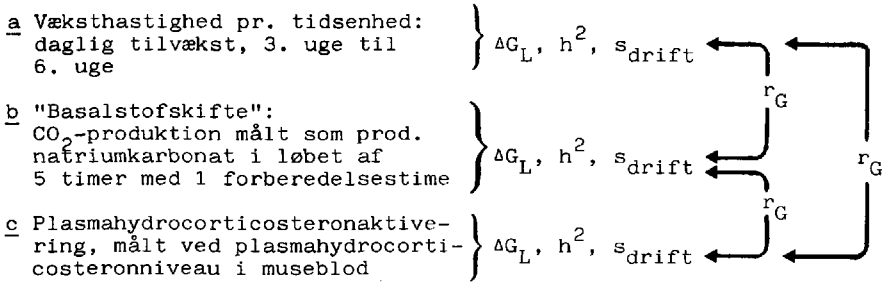 a Væksthastighed pr. tidsenhed:
daglig tilvækst, 3. uge til
6. uge
ΔG_L, h², s_drift
r_G
b "Basalstofskifte":
CO₂-produktion målt som prod.
natriumkarbonat i løbet af
5 timer med 1 forberedelsestime
ΔG_L, h², s_drift
r_G
r_G
c Plasmahydrocorticosteronaktive-
ring, målt ved plasmahydrocorti-
costeronniveau i museblod
ΔG_L, h², s_drift